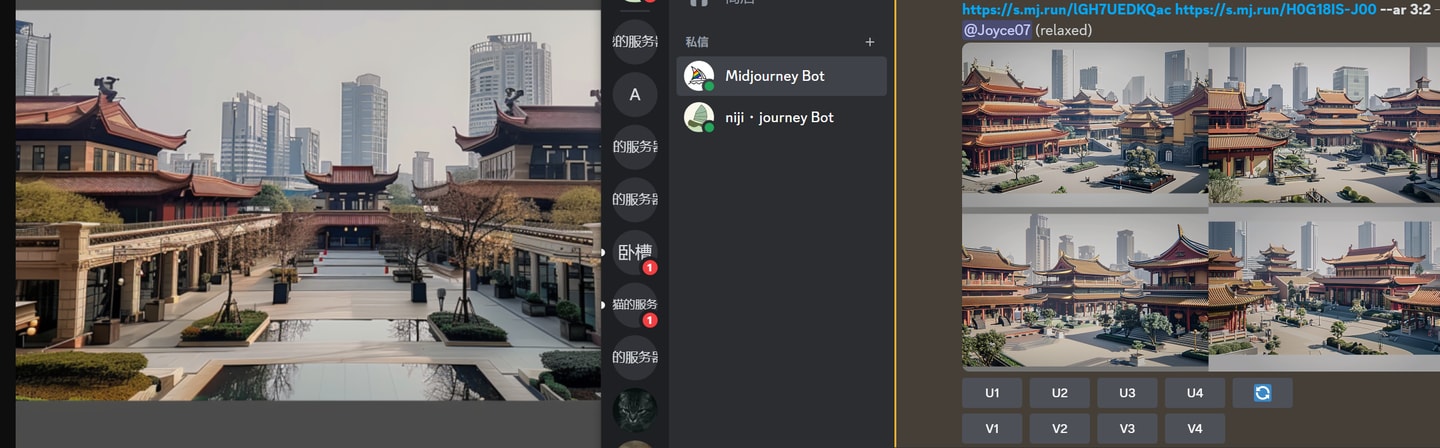 的服务器
A
的服务器
的服务器
卧槽
1
猫的服务
1
的服务器
商店
私信
+
Midjourney Bot
niji・journey Bot
https://s.mj.run/lGH7UEDKQac https://s.mj.run/H0G18IS-J00 --ar 3:2
@Joyce07 (relaxed)
U1 U2 U3 U4
V1 V2 V3 V4